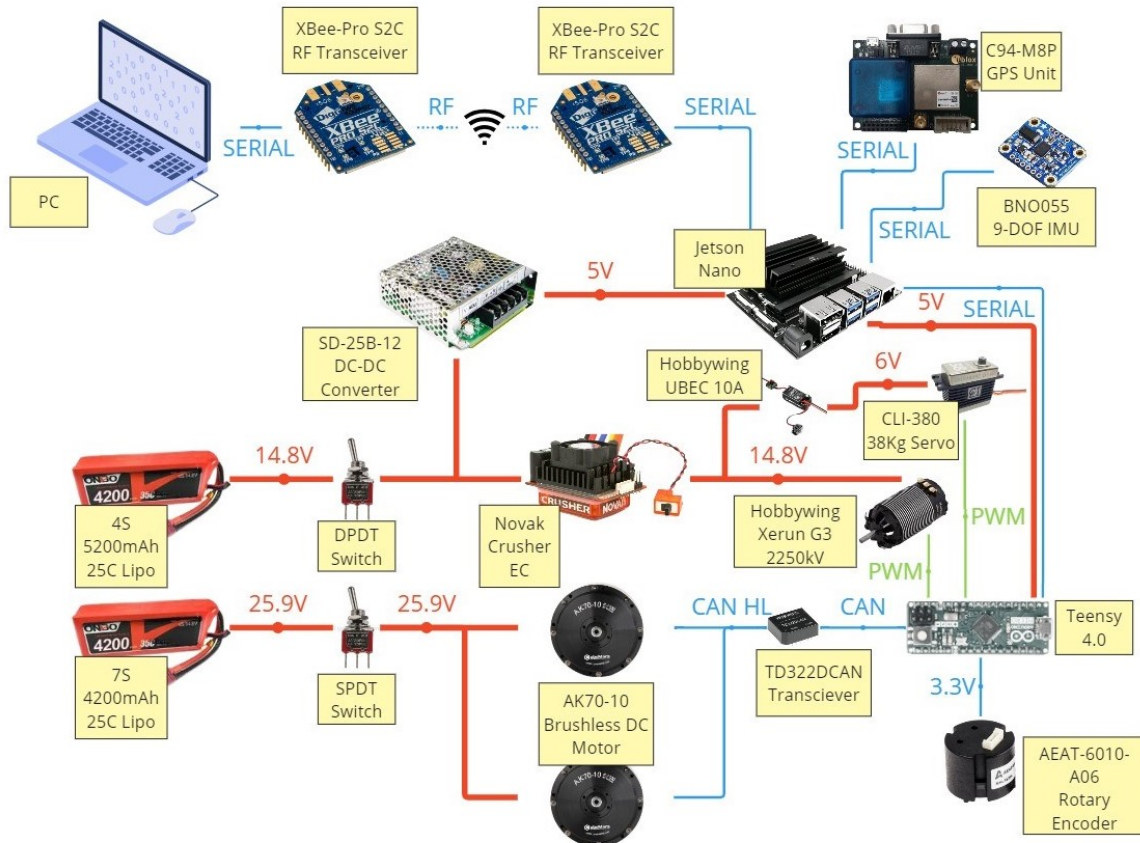 XBee-Pro S2C
RF Transceiver
XBee-Pro S2C
RF Transceiver
C94-M8P
GPS Unit
RF
RF
SERIAL
SERIAL
PC
SERIAL
BNO055
9-DOF IMU
SERIAL
Jetson
Nano
5V
5V
SERIAL
SD-25B-12
DC-DC
Converter
Hobbywing
UBEC 10A
6V
CLI-380
38Kg Servo
14.8V
14.8V
4200
4S
5200mAh
25C Lipo
DPDT
Switch
CRUSHER
NOVAK
Novak
Crusher
EC
Hobbywing
Xerun G3
2250kV
PWM
PWM
25.9V
25.9V
4200
7S
4200mAh
25C Lipo
SPDT
Switch
AK70-10
AK70-10
Brushless DC
Motor
AK70-10
CAN HL
CAN
TD322DCAN
Transciever
Teensy
4.0
3.3V
AEAT-6010-
A06
Rotary
Encoder